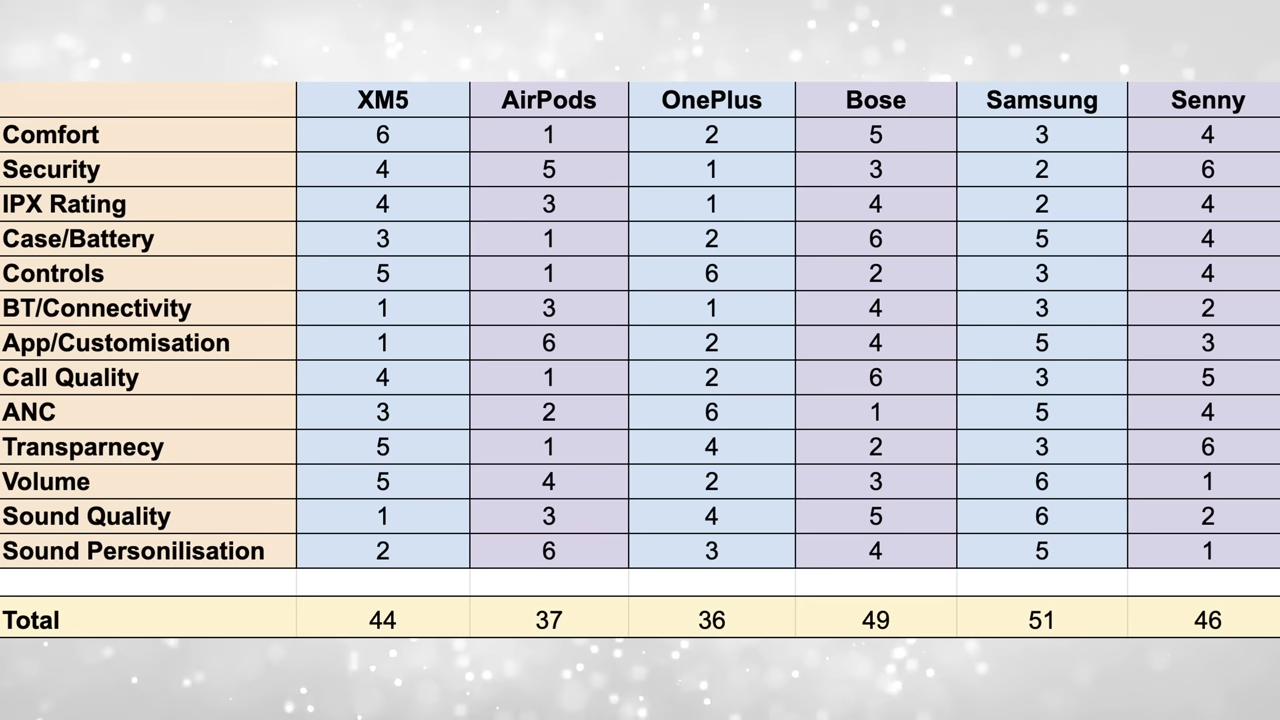 XM5 AirPods OnePlus Bose Samsung Senny
Comfort 6 1 2 5 3 4
Security 4 5 1 3 2 6
IPX Rating 4 3 1 4 2 4
Case/Battery 3 1 2 6 5 4
Controls 5 1 6 2 3 4
BT/Connectivity 1 3 1 4 3 2
App/Customisation 1 6 2 4 5 3
Call Quality 4 1 2 6 3 5
ANC 3 2 6 1 5 4
Transparnecy 5 1 4 2 3 6
Volume 5 4 2 3 6 1
Sound Quality 1 3 4 5 6 2
Sound Personilisation 2 6 3 4 5 1
Total 44 37 36 49 51 46